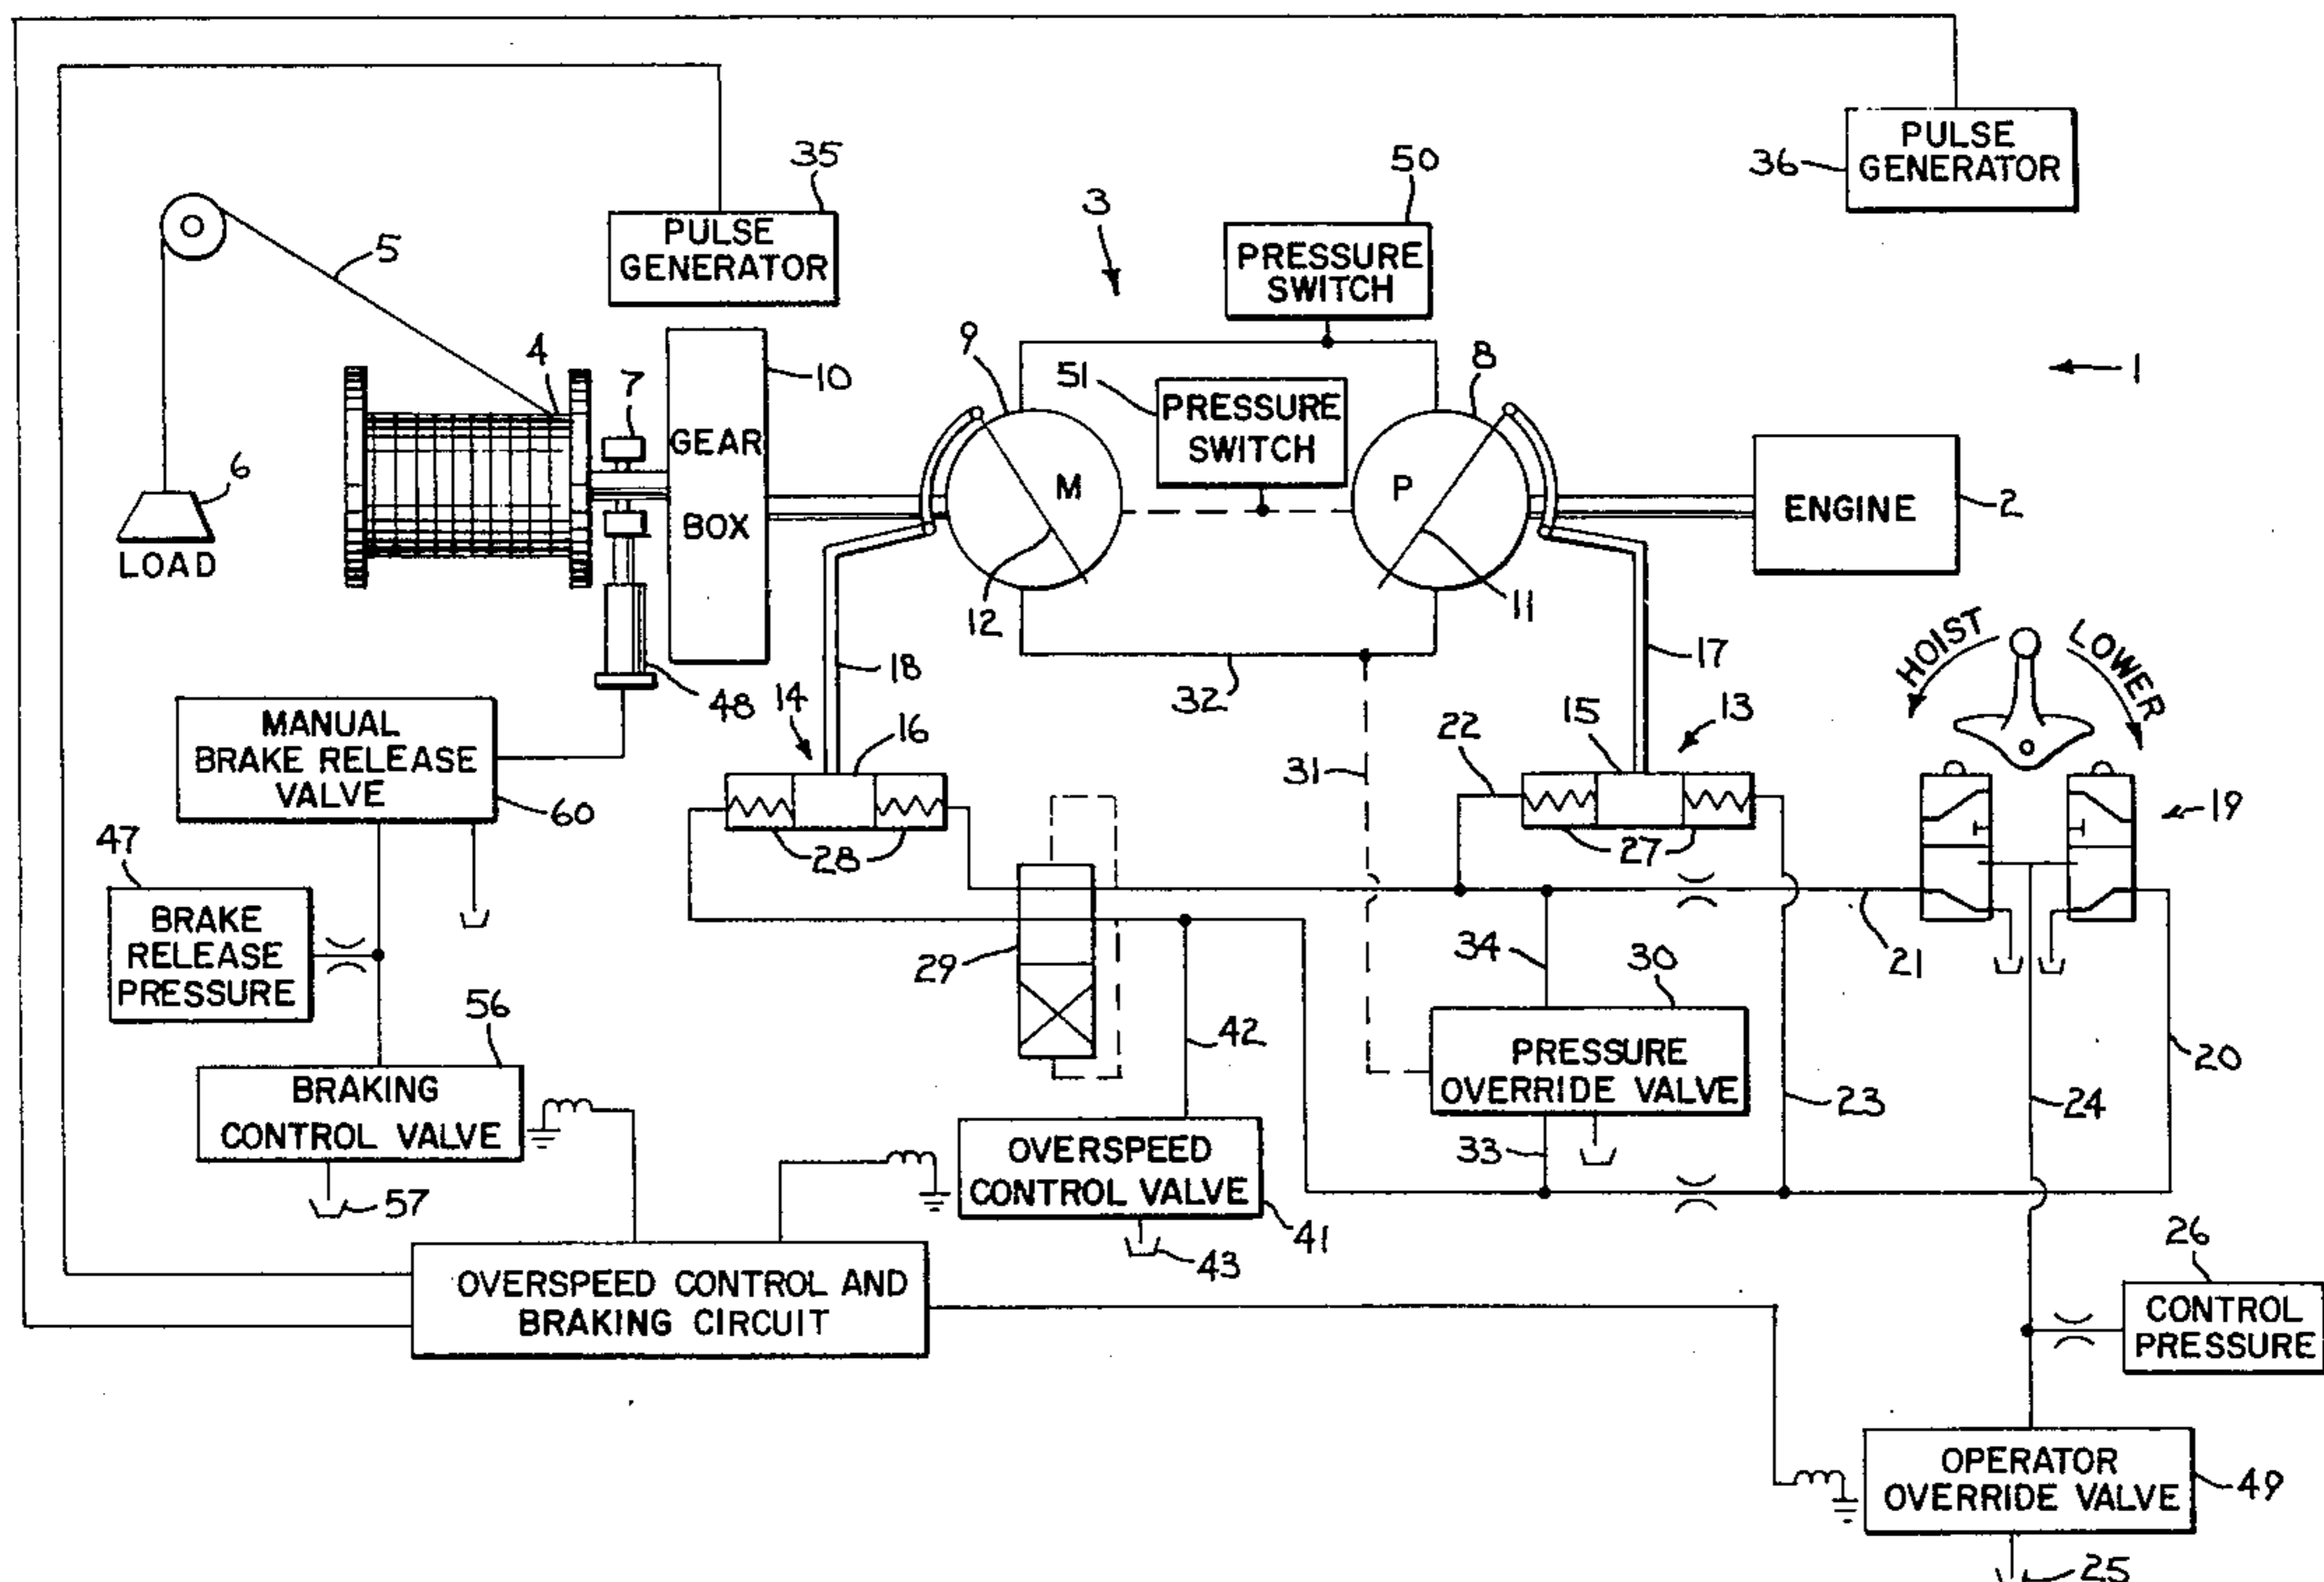 PULSE
GENERATOR
36
35
PULSE
GENERATOR
3
50
PRESSURE
SWITCH
5
4
7
10
9
51
PRESSURE
SWITCH
8
1
6
LOAD
GEAR
BOX
M
P
ENGINE
2
12
11
HOIST
LOWER
18
48
14
16
32
17
15
13
22
31
19
MANUAL
BRAKE RELEASE
VALVE
60
28
27
47
BRAKE
RELEASE
PRESSURE
29
34
30
21
56
42
PRESSURE
OVERRIDE VALVE
20
24
23
BRAKING
CONTROL VALVE
OVERSPEED
CONTROL VALVE
33
57
41
43
26
OVERSPEED CONTROL AND
BRAKING CIRCUIT
CONTROL
PRESSURE
OPERATOR
OVERRIDE VALVE
49
25